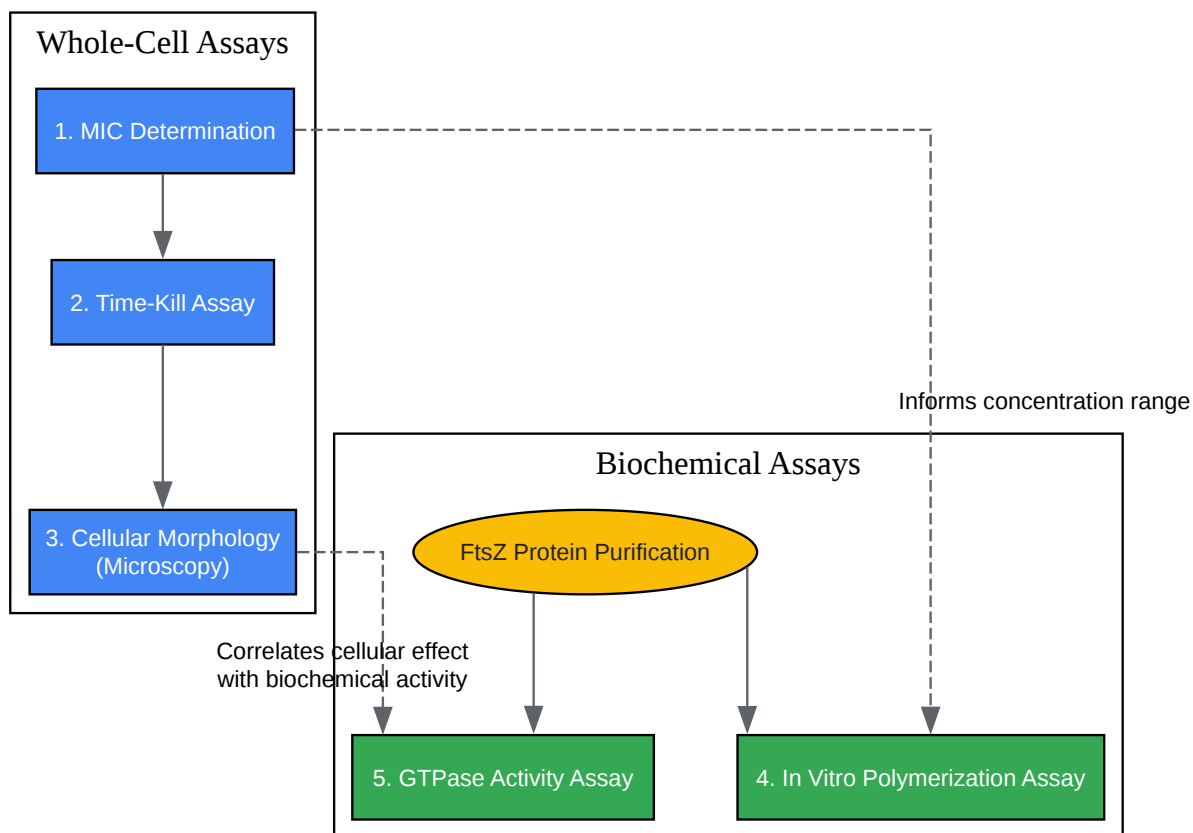 Whole-Cell Assays
1. MIC Determination
2. Time-Kill Assay
Informs concentration range
Biochemical Assays
3. Cellular Morphology
(Microscopy)
FtsZ Protein Purification
Correlates cellular effect
with biochemical activity
5. GTPase Activity Assay
4. In Vitro Polymerization Assay